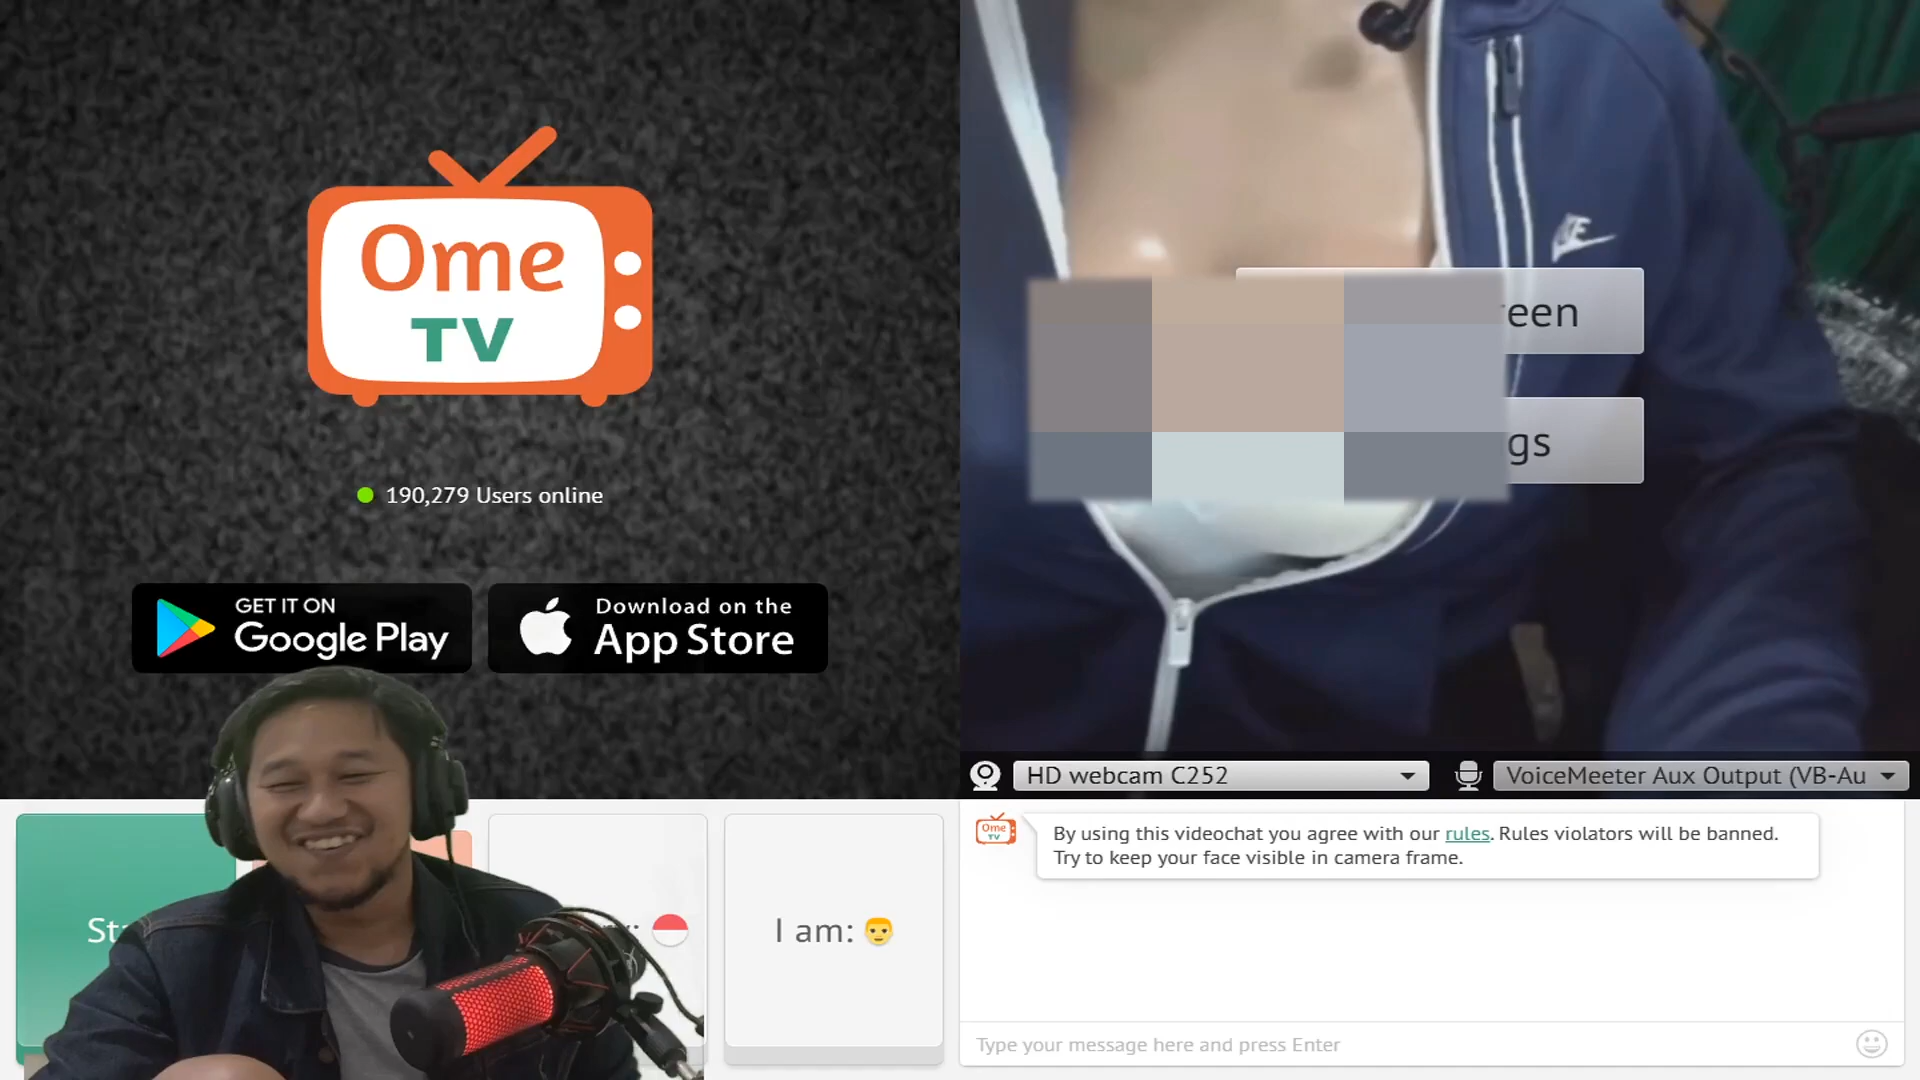 Ome
TV
190,279 Users online
GET IT ON
Google Play
Download on the
App Store
HD webcam C252
VoiceMeeter Aux Output (VB-Au
I am:
By using this videochat you agree with our rules. Rules violators will be banned.
Try to keep your face visible in camera frame.
Ome
TV
Type your message here and press Enter